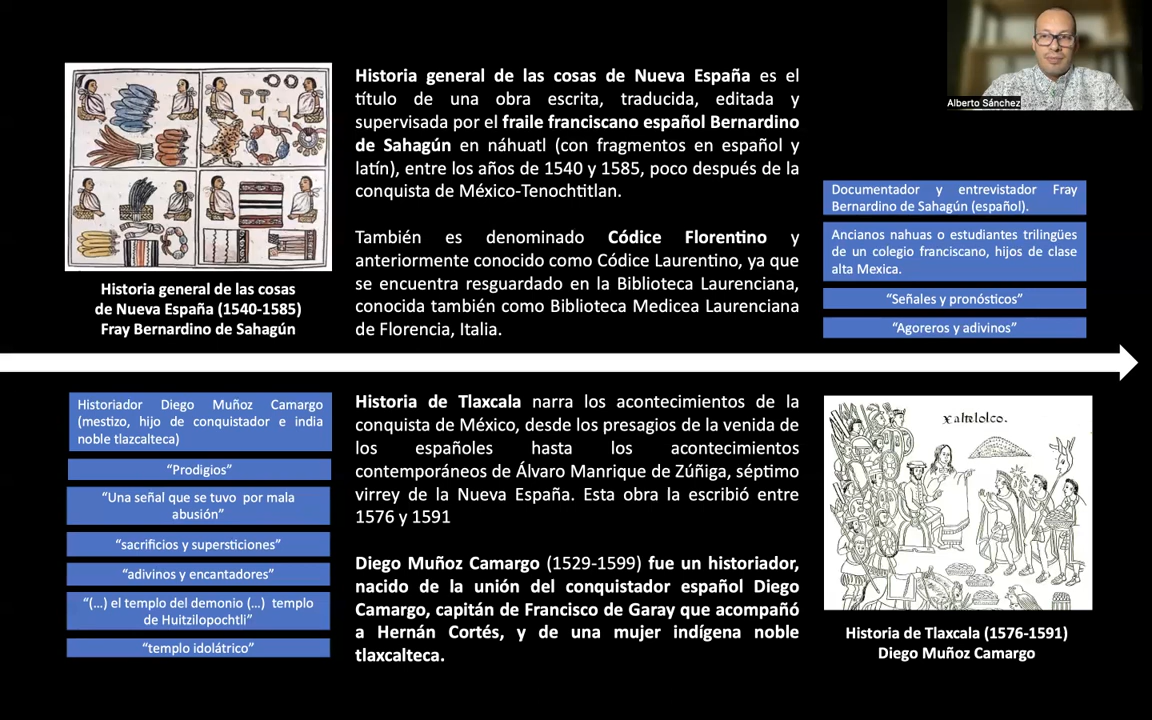 Alberto Sánchez
Historia general de las cosas
de Nueva España (1540-1585)
Fray Bernardino de Sahagún
Historia general de las cosas de Nueva España es el
título de una obra escrita, traducida, editada y
supervisada por el fraile franciscano español Bernardino
de Sahagún en náhuatl (con fragmentos en español y
latín), entre los años de 1540 y 1585, poco después de la
conquista de México-Tenochtitlan.
También es denominado Códice Florentino y
anteriormente conocido como Códice Laurentino, ya que
se encuentra resguardado en la Biblioteca Laurenciana,
conocida también como Biblioteca Medicea Laurenciana
de Florencia, Italia.
Documentador y entrevistador Fray
Bernardino de Sahagún (español).
Ancianos nahuas o estudiantes trilingües
de un colegio franciscano, hijos de clase
alta Mexica.
“Señales y pronósticos”
“Agoreros y adivinos”
Historiador Diego Muñoz Camargo
(mestizo, hijo de conquistador e india
noble tlazcalteca)
“Prodigios”
“Una señal que se tuvo por mala
abusión”
“sacrificios y supersticiones”
“adivinos y encantadores”
“(…) el templo del demonio (…) templo
de Huitzilopochtli”
“templo idolátrico”
Historia de Tlaxcala narra los acontecimientos de la
conquista de México, desde los presagios de la venida de
los españoles hasta los acontecimientos
contemporáneos de Álvaro Manrique de Zúñiga, séptimo
virrey de la Nueva España. Esta obra la escribió entre
1576 y 1591
Diego Muñoz Camargo (1529-1599) fue un historiador,
nacido de la unión del conquistador español Diego
Camargo, capitán de Francisco de Garay que acompañó
a Hernán Cortés, y de una mujer indígena noble
tlaxcalteca.
xaltelolco.
Historia de Tlaxcala (1576-1591)
Diego Muñoz Camargo